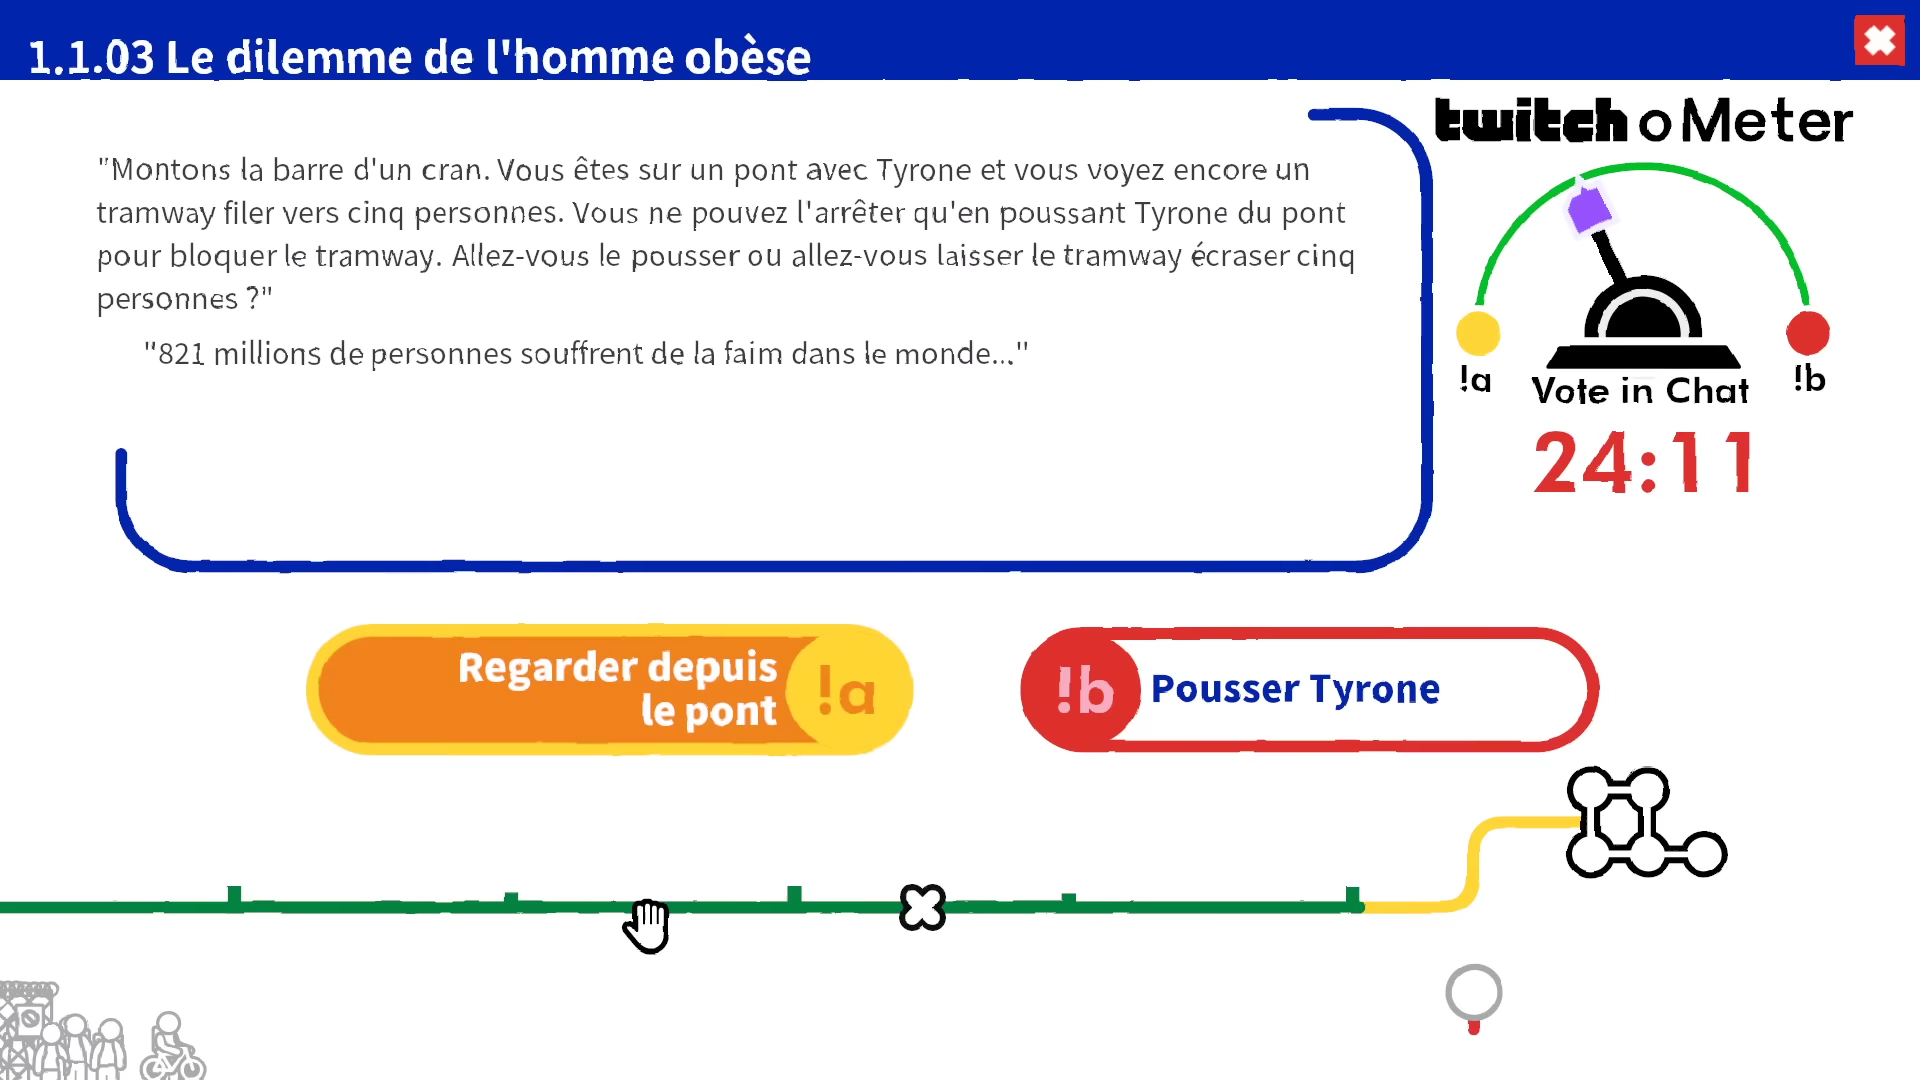 1.1.03 Le dilemme de l'homme obèse
twitch o Meter
"Montons la barre d'un cran. Vous êtes sur un pont avec Tyrone et vous voyez encore un
tramway filer vers cinq personnes. Vous ne pouvez l'arrêter qu'en poussant Tyrone du pont
pour bloquer le tramway. Allez-vous le pousser ou allez-vous laisser le tramway écraser cinq
personnes ?"
"821 millions de personnes souffrent de la faim dans le monde..."
!a
Vote in Chat
!b
24:11
Regarder depuis
le pont
!a
!b
Pousser Tyrone